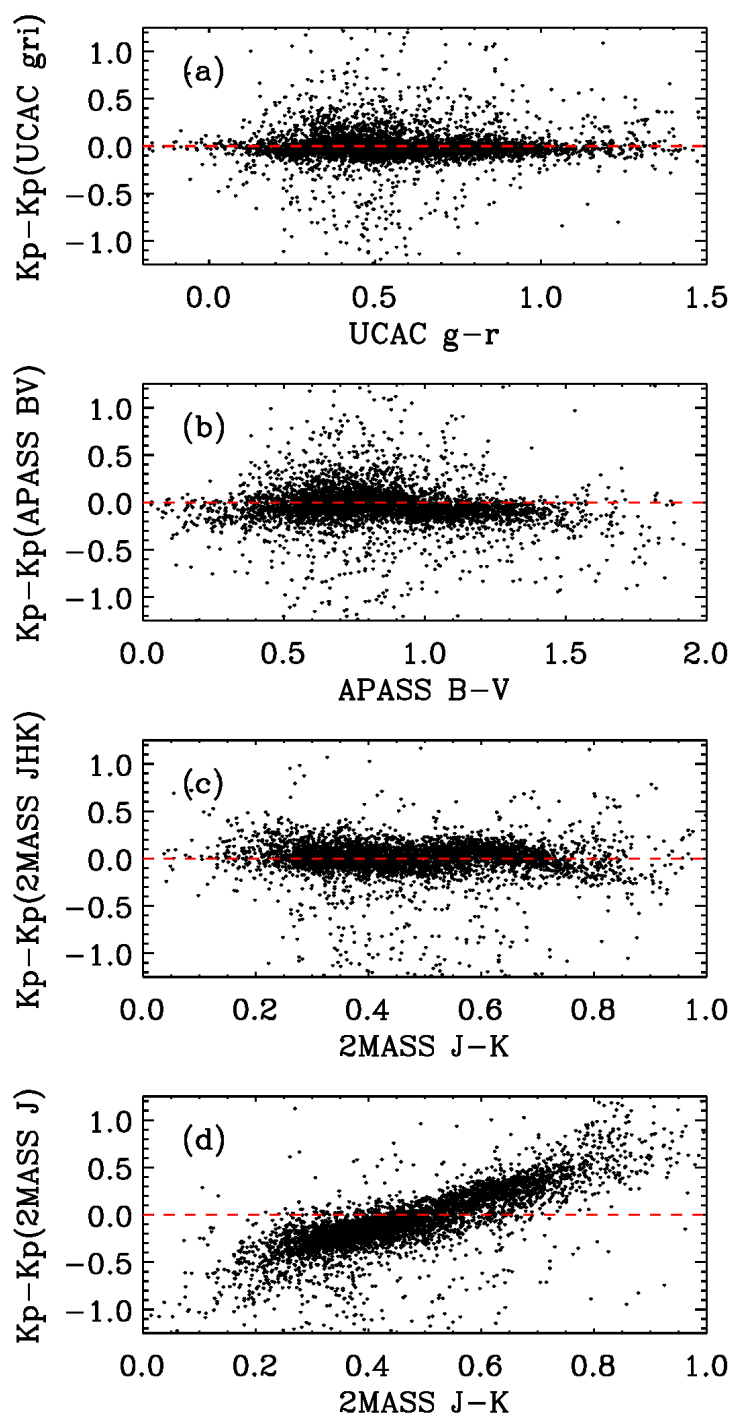 (a)
Kp−Kp(UCAC gri)
1.0
0.5
0.0
−0.5
−1.0
0.0 0.5 1.0 1.5
UCAC g−r
(b)
Kp−Kp(APASS BV)
1.0
0.5
0.0
−0.5
−1.0
0.0 0.5 1.0 1.5 2.0
APASS B−V
(c)
Kp−Kp(2MASS JHK)
1.0
0.5
0.0
−0.5
−1.0
0.0 0.2 0.4 0.6 0.8 1.0
2MASS J−K
(d)
Kp−Kp(2MASS J)
1.0
0.5
0.0
−0.5
−1.0
0.0 0.2 0.4 0.6 0.8 1.0
2MASS J−K